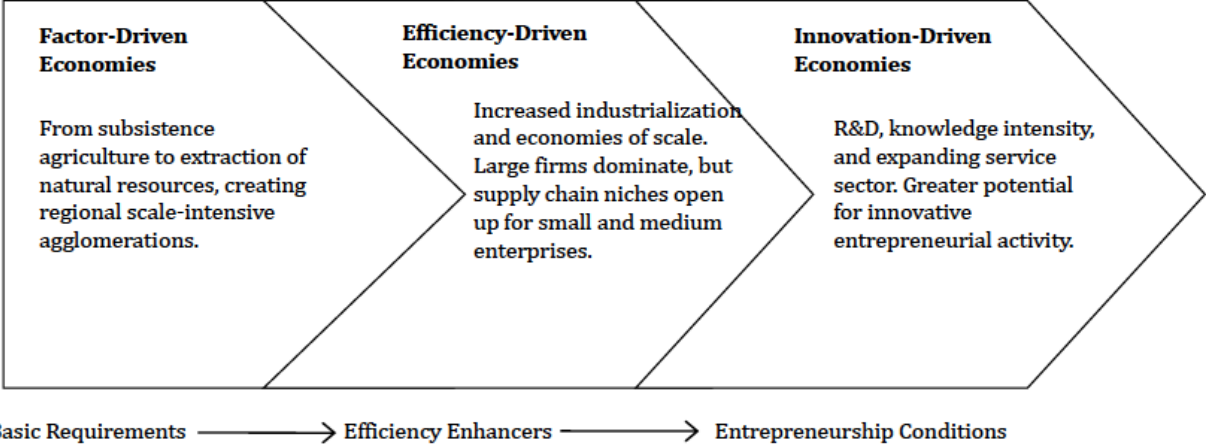 Factor-Driven
Economies
From subsistence
agriculture to extraction of
natural resources, creating
regional scale-intensive
agglomerations.
Efficiency-Driven
Economies
Increased industrialization
and economies of scale.
Large firms dominate, but
supply chain niches open
up for small and medium
enterprises.
Innovation-Driven
Economies
R&D, knowledge intensity,
and expanding service
sector. Greater potential
for innovative
entrepreneurial activity.
Basic Requirements Efficiency Enhancers Entrepreneurship Conditions